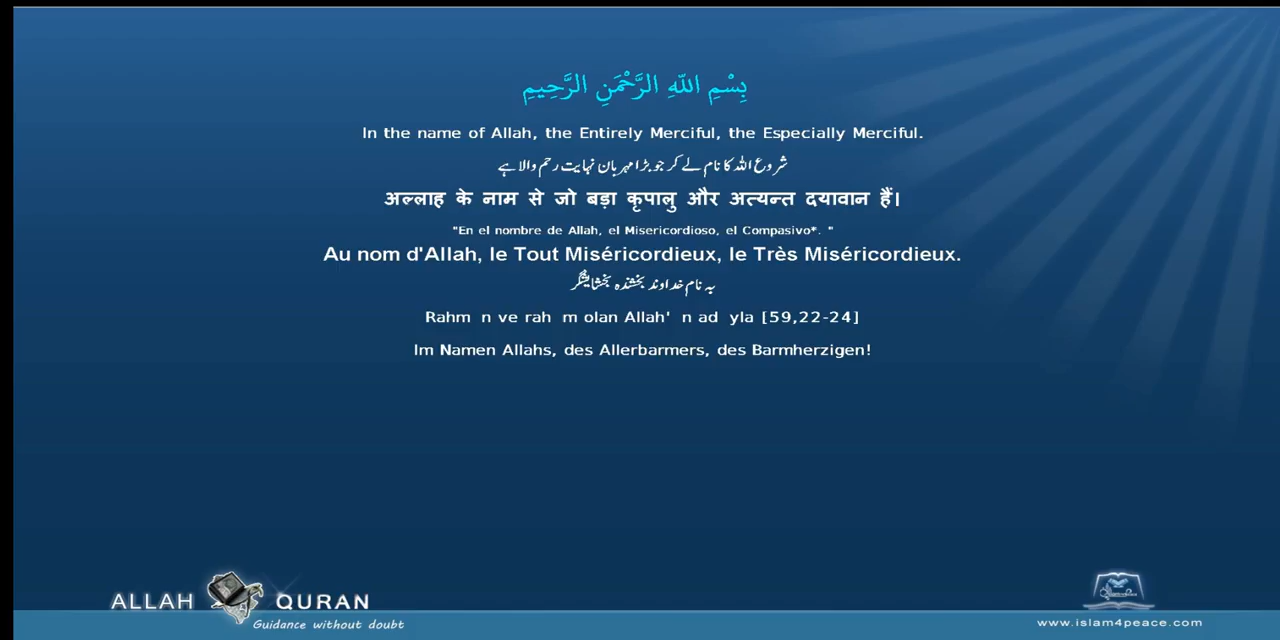 بِسْمِ اللّهِ الرَّحْمَنِ الرَّحِيمِ
In the name of Allah, the Entirely Merciful, the Especially Merciful.
شروع اللہ کا نام لے کر جو بڑا مہربان نہایت رحم والا ہے
अल्लाह के नाम से जो बड़ा कृपालु और अत्यन्त दयावान हैं।
"En el nombre de Allah, el Misericordioso, el Compasivo*. "
Au nom d'Allah, le Tout Miséricordieux, le Très Miséricordieux.
به نام خداوند بخشنده بخشایشگر
Rahm n ve rah m olan Allah' n ad yla [59,22-24]
Im Namen Allahs, des Allerbarmers, des Barmherzigen!
ALLAH QURAN
Guidance without doubt
www.islam4peace.com